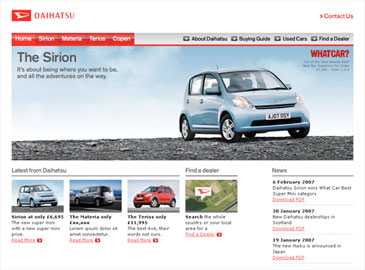 DAIHATSU
Contact Us
Home Sirion Materia Terios Copen
About Daihatsu Buying Guide Used Cars Find a Dealer
The Sirion
It's about being where you want to be,
and all the adventures on the way.
WHATCAR?
AJ07 OSY
Latest from Daihatsu
Sirion at only £6,695
The new super mini
with a new super mini
price.
Read More
The Materia only
£xx,xxx
Lorem ipsum dolor sit
amet consectetur.
Read More
The Terios only
£11,995
The best 4x4, their
words not ours.
Read More
Find a dealer
Search the whole
country or your local
area for a
Find a Dealer
News
6 February 2007
Daihatsu Sirion wins What Car Best
Super Mini category
Download PDF
30 January 2007
New Daihatsu dealerships in
Scotland
Download PDF
19 January 2007
The new Haiku is announced in
Japan
Download PDF